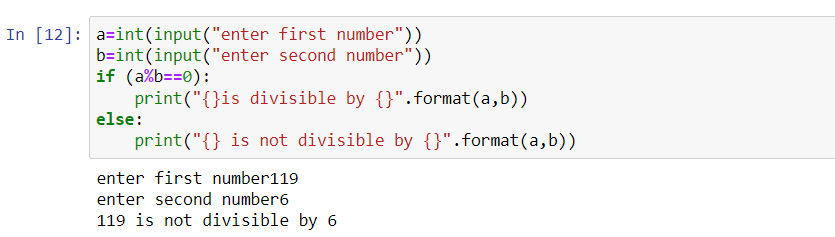 In [12]: a=int(input("enter first number"))
b=int(input("enter second number"))
if (a%b==0):
    print("{}is divisible by {}".format(a,b))
else:
    print("{} is not divisible by {}".format(a,b))
enter first number119
enter second number6
119 is not divisible by 6